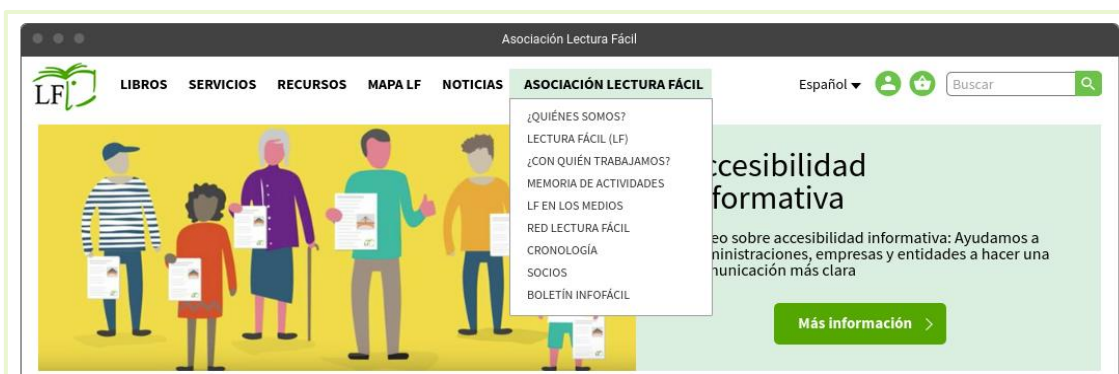 Asociación Lectura Fácil
LF
LIBROS SERVICIOS RECURSOS MAPA LF NOTICIAS ASOCIACIÓN LECTURA FÁCIL Español Buscar
¿QUIÉNES SOMOS?
LECTURA FÁCIL (LF)
¿CON QUIÉN TRABAJAMOS?
MEMORIA DE ACTIVIDADES
LF EN LOS MEDIOS
RED LECTURA FÁCIL
CRONOLOGÍA
SOCIOS
BOLETÍN INFOFÁCIL
ccesibilidad
formativa
eo sobre accesibilidad informativa: Ayudamos a
ministraciones, empresas y entidades a hacer una
municación más clara
Más información